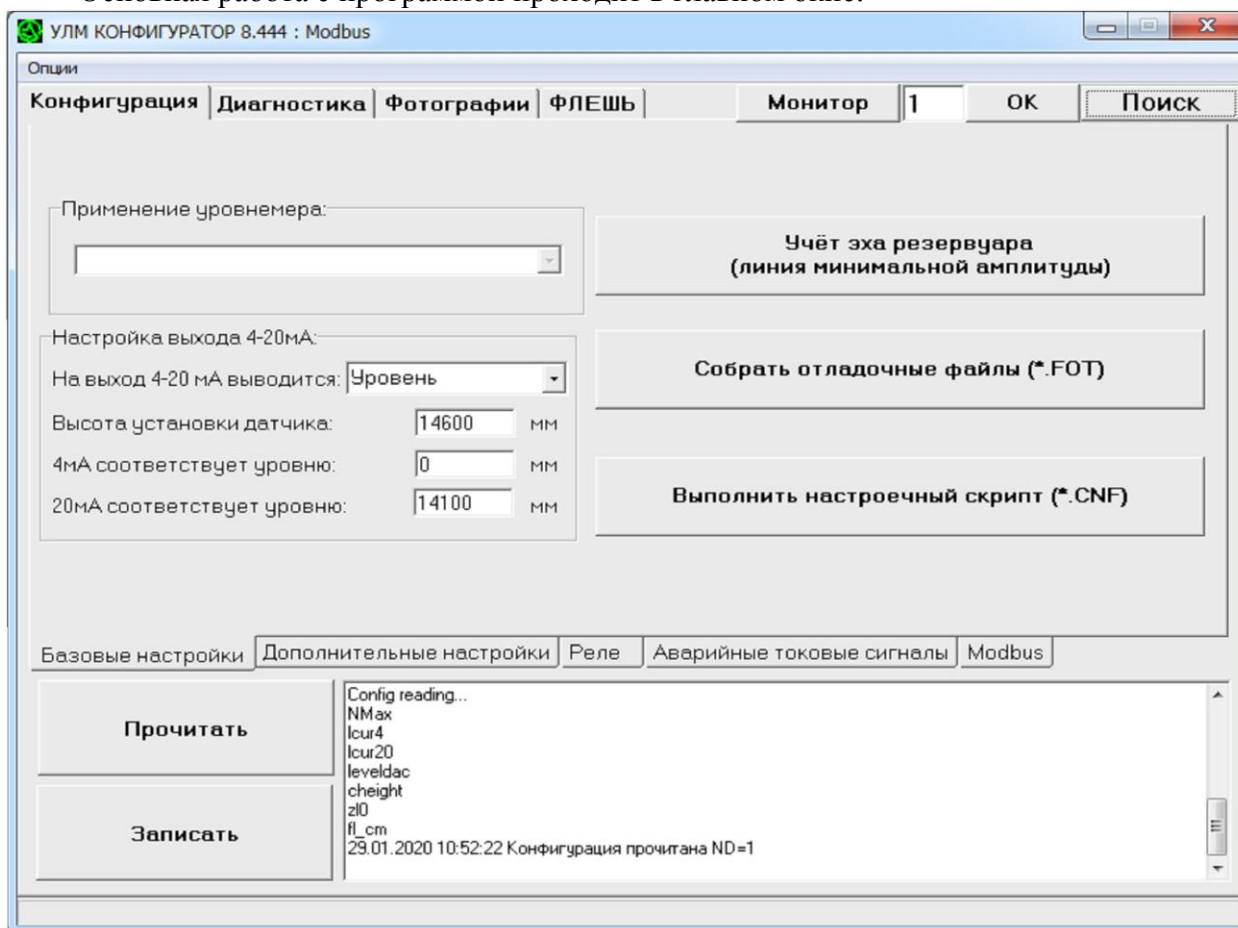 Основная работа с программой проходит в главном окне:
УЛМ КОНФИГУРАТОР 8.444 : Modbus
Опции
Конфигурация Диагностика Фотографии ФЛЕШЬ Монитор 1 OK Поиск
Применение уровнемера:
Учёт эха резервуара
(линия минимальной амплитуды)
Настройка выхода 4-20мА:
На выход 4-20 мА выводится: Уровень
Высота установки датчика: 14600 мм
4мА соответствует уровню: 0 мм
20мА соответствует уровню: 14100 мм
Собрать отладочные файлы (*.FOT)
Выполнить настроечный скрипт (*.CNF)
Базовые настройки Дополнительные настройки Реле Аварийные токовые сигналы Modbus
Прочитать
Записать
Config reading...
NMax
lcur4
lcur20
leveldac
cheight
zl0
fl_cm
29.01.2020 10:52:22 Конфигурация прочитана ND=1